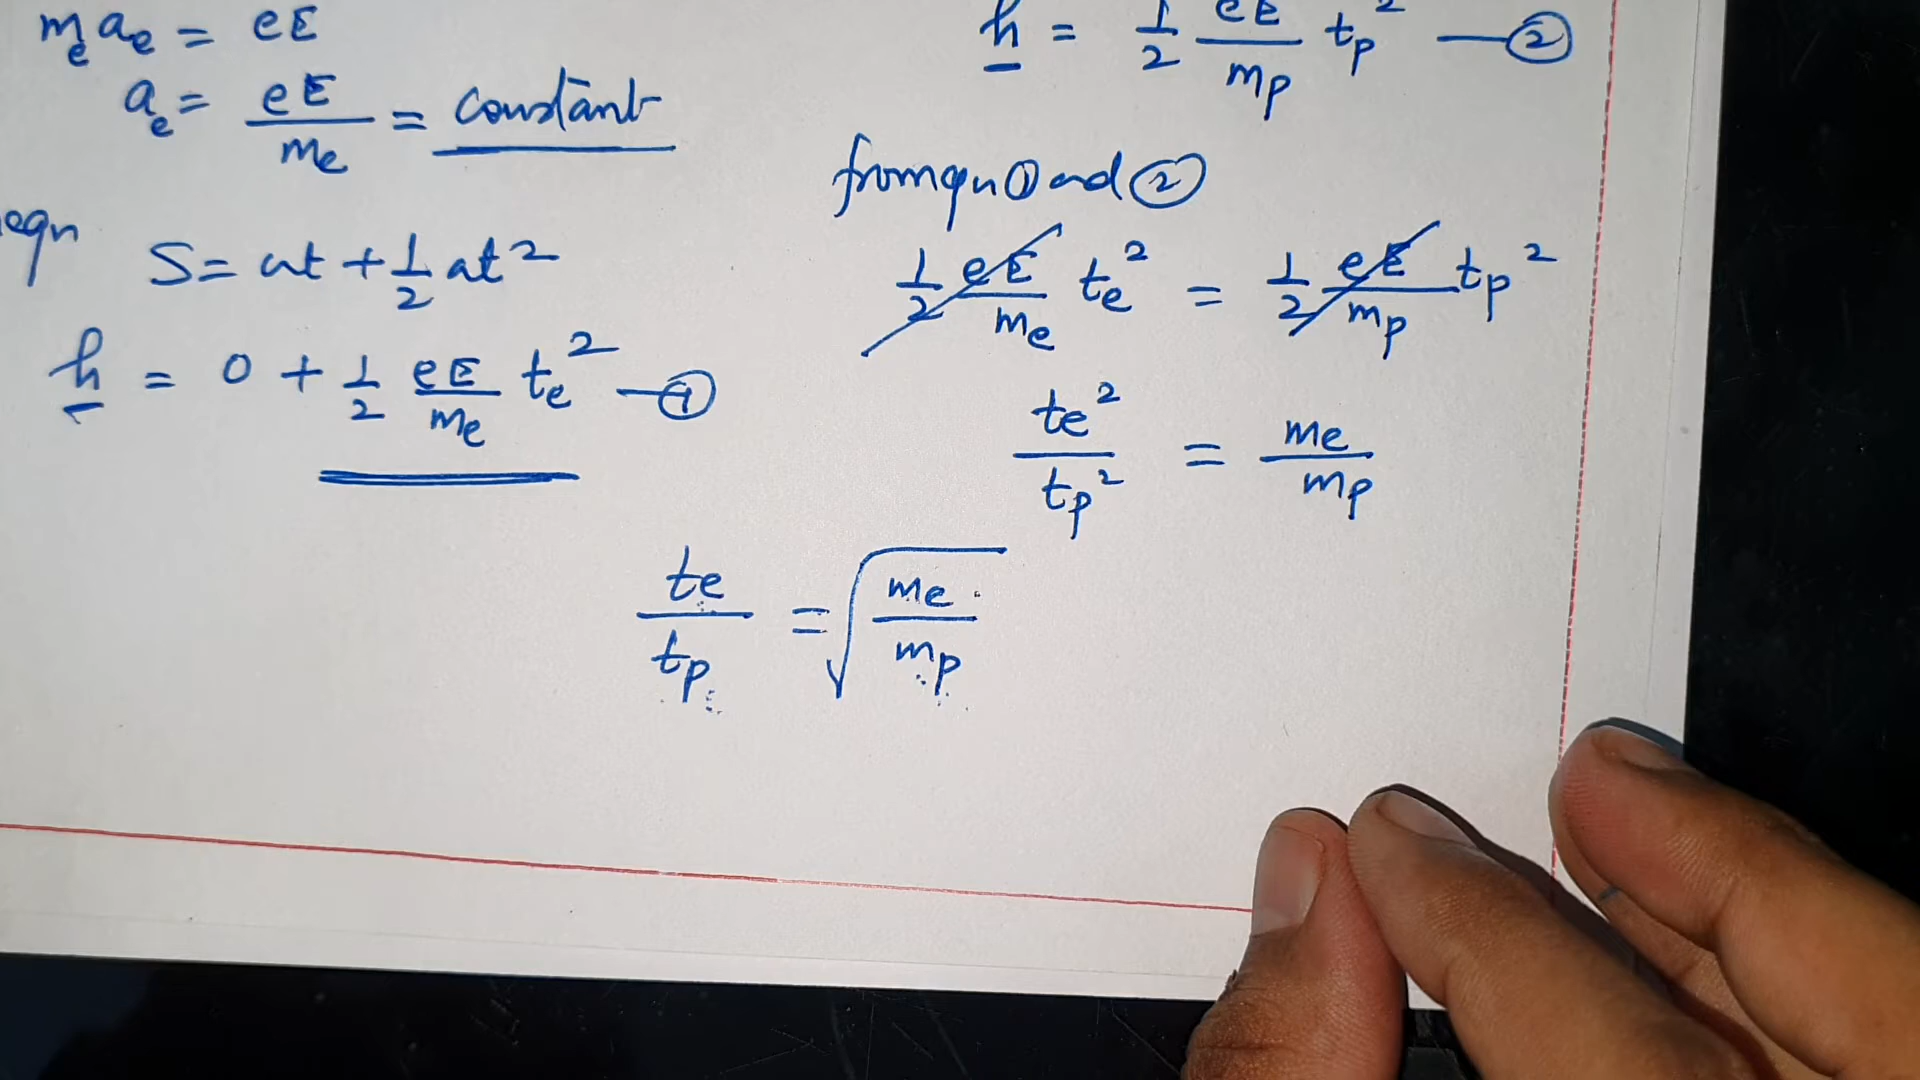 mₑaₑ = eE
aₑ = eE/mₑ = constant
eqn
S = ut + 1/2 at²
h = 0 + 1/2 eE/mₑ tₑ² —①
h = 1/2 eE/mₚ tₚ² —②
from eqn ① and ②
1/2 eE/mₑ tₑ² = 1/2 eE/mₚ tₚ²
tₑ²/tₚ² = mₑ/mₚ
tₑ/tₚ = √(mₑ/mₚ)